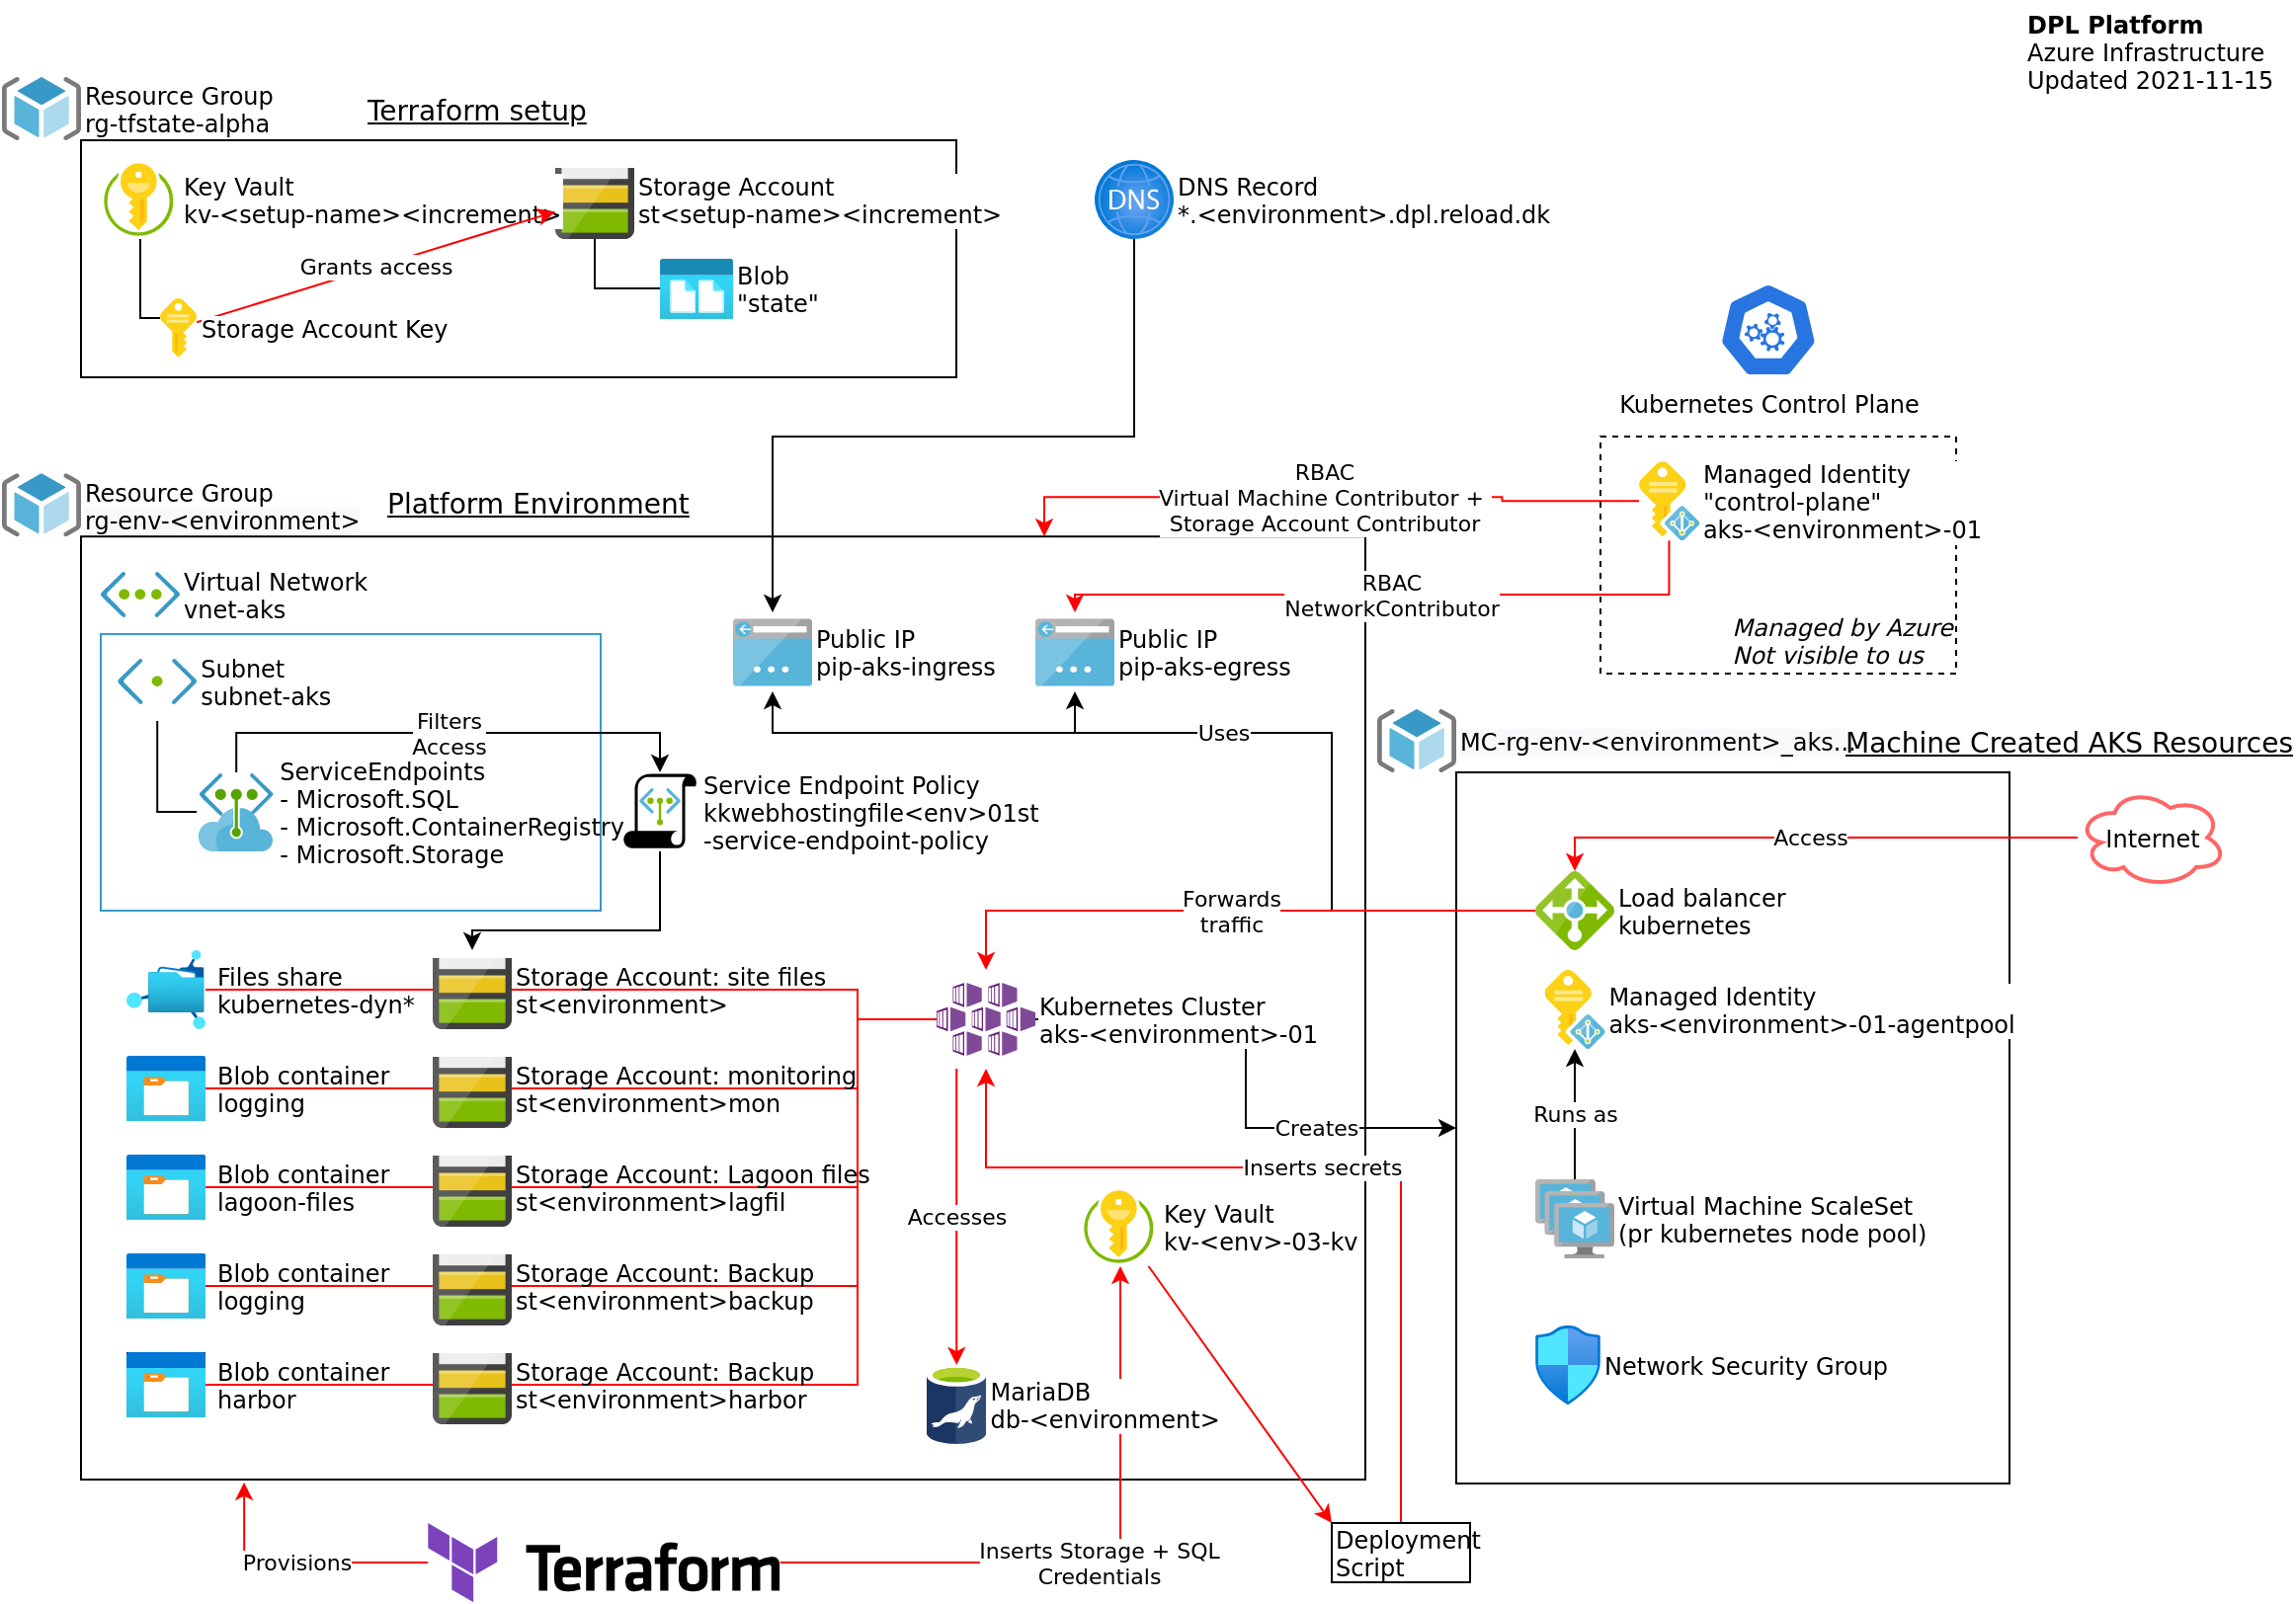 DPL Platform
Azure Infrastructure
Updated 2021-11-15
Resource Group
rg-tfstate-alpha
Terraform setup
Key Vault
kv-<setup-name><increment>
Storage Account
st<setup-name><increment>
DNS Record
*.<environment>.dpl.reload.dk
DNS
Grants access
Blob
"state"
Storage Account Key
Kubernetes Control Plane
Resource Group
rg-env-<environment>
Platform Environment
RBAC
Virtual Machine Contributor +
Storage Account Contributor
Managed Identity
"control-plane"
aks-<environment>-01
Virtual Network
vnet-aks
RBAC
NetworkContributor
Public IP
pip-aks-ingress
Public IP
pip-aks-egress
Managed by Azure
Not visible to us
Subnet
subnet-aks
Filters
Access
Uses
MC-rg-env-<environment>_aks...
Machine Created AKS Resources
ServiceEndpoints
- Microsoft.SQL
- Microsoft.ContainerRegistry
- Microsoft.Storage
Service Endpoint Policy
kkwebhostingfile<env>01st
-service-endpoint-policy
Access
Internet
Forwards
traffic
Load balancer
kubernetes
Files share
kubernetes-dyn*
Storage Account: site files
st<environment>
Kubernetes Cluster
aks-<environment>-01
Managed Identity
aks-<environment>-01-agentpool
Blob container
logging
Storage Account: monitoring
st<environment>mon
Creates
Runs as
Inserts secrets
Blob container
lagoon-files
Storage Account: Lagoon files
st<environment>lagfil
Accesses
Key Vault
kv-<env>-03-kv
Virtual Machine ScaleSet
(pr kubernetes node pool)
Blob container
logging
Storage Account: Backup
st<environment>backup
Network Security Group
Blob container
harbor
Storage Account: Backup
st<environment>harbor
MariaDB
db-<environment>
Provisions
Terraform
Inserts Storage + SQL
Credentials
Deployment
Script